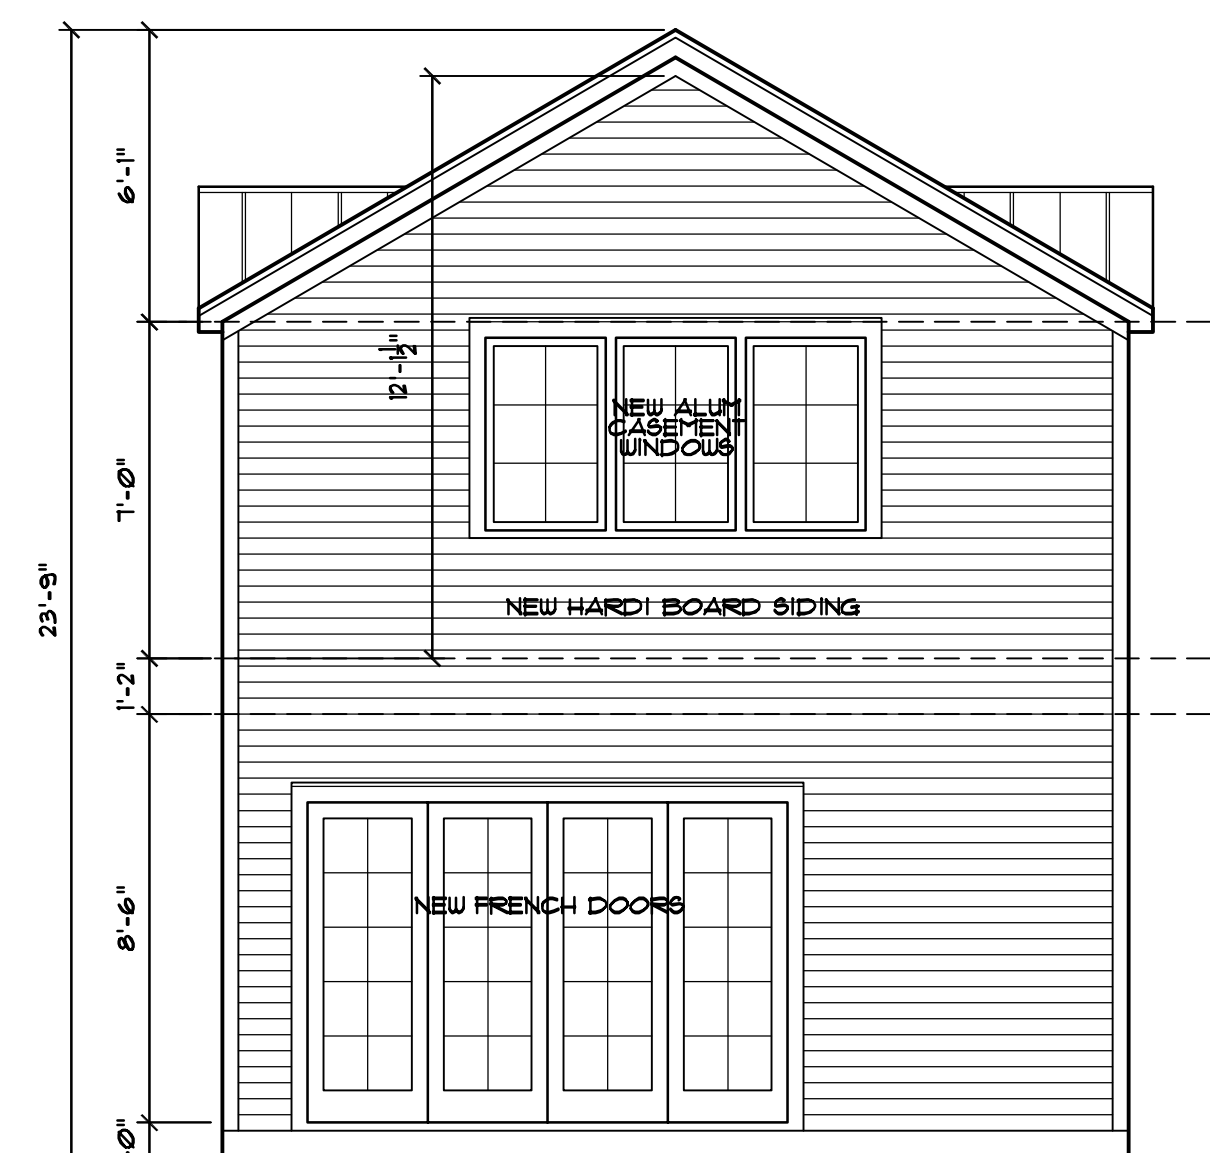 6'-1"
12'-1½"
NEW ALUM
CASEMENT
WINDOWS
7'-0"
23'-9"
NEW HARDI BOARD SIDING
1'-2"
8'-6"
NEW FRENCH DOORS